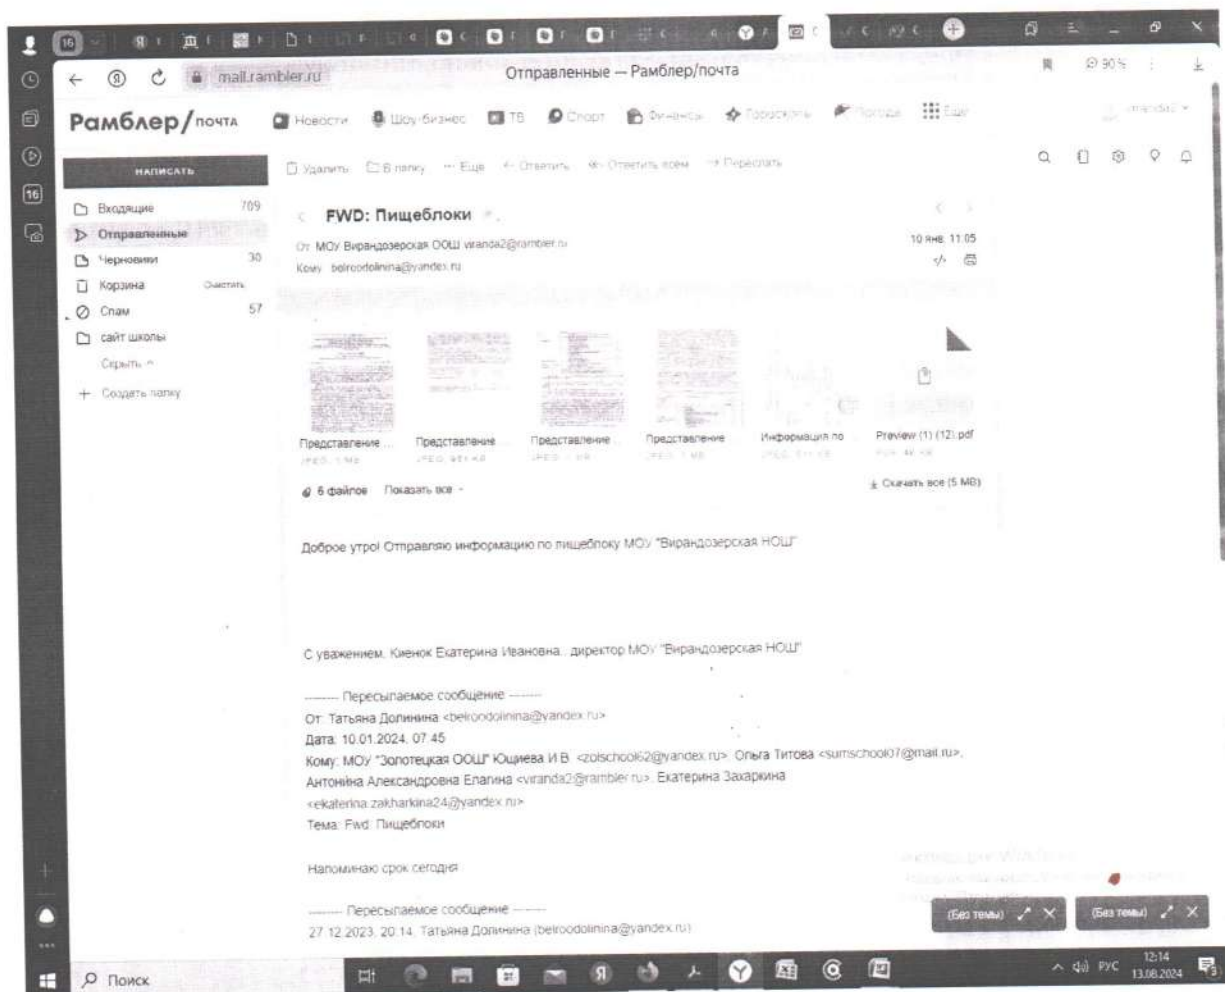 16
mail.rambler.ru
Отправленные — Рамблер/почта
90 %
Рамблер/почта
Новости Шоу-бизнес ТВ Спорт Финансы Гороскопы Погода Еще
НАПИСАТЬ
Удалить В папку Еще Ответить Ответить всем Переслать
16
Входящие 709
Отправленные
Черновики 30
Корзина Очистить
Спам 57
сайт школы
Скрыть
+ Создать папку
FWD: Пищеблоки
От: МОУ Вирандозерская ООШ viranda2@rambler.ru
10 янв. 11:05
Кому: belroodolinina@yandex.ru
Представление ...
Представление
Представление ...
Представление
Информация по
Preview (1) (12).pdf
6 файлов Показать все
Скачать все (5 MB)
Доброе утро! Отправляю информацию по пищеблоку МОУ "Вирандозерская НОШ"
С уважением, Киенок Екатерина Ивановна, директор МОУ "Вирандозерская НОШ"
-------- Пересылаемое сообщение --------
От: Татьяна Долинина <belroodolinina@yandex.ru>
Дата: 10.01.2024, 07:45
Кому: МОУ "Золотецкая ООШ" Ющиева И.В. <zolschool62@yandex.ru>, Ольга Титова <sumschool07@mail.ru>,
Антонина Александровна Елагина <viranda2@rambler.ru>, Екатерина Захаркина
<ekaterina.zakharkina24@yandex.ru>
Тема: Fwd: Пищеблоки
Напоминаю срок сегодня
-------- Пересылаемое сообщение --------
27.12.2023, 20:14, Татьяна Долинина (belroodolinina@yandex.ru)
(Без темы)
(Без темы)
Поиск
РУС
12:14
13.08.2024